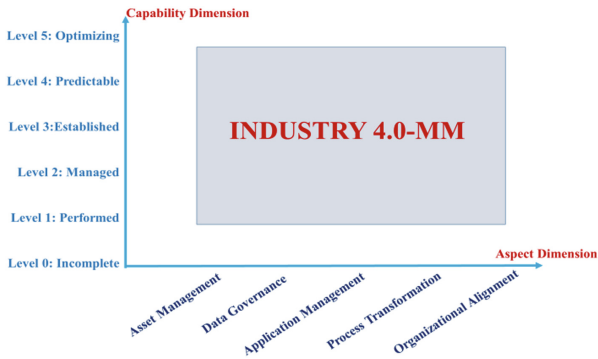 Capability Dimension
Level 5: Optimizing
Level 4: Predictable
Level 3:Established
Level 2: Managed
Level 1: Performed
Level 0: Incomplete
INDUSTRY 4.0-MM
Aspect Dimension
Asset Management
Data Governance
Application Management
Process Transformation
Organizational Alignment